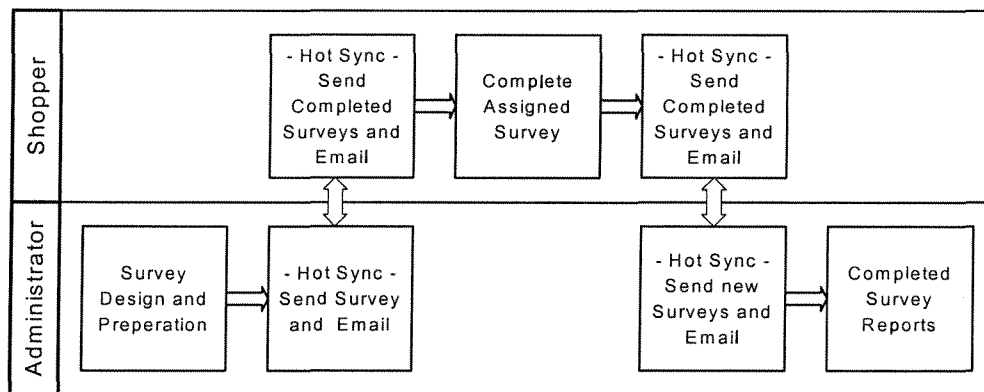 Shopper
- Hot Sync -
Send
Completed
Surveys and
Email
Complete
Assigned
Survey
- Hot Sync -
Send
Completed
Surveys and
Email
Administrator
Survey
Design and
Preperation
- Hot Sync -
Send Survey
and Email
- Hot Sync -
Send new
Surveys and
Email
Completed
Survey
Reports